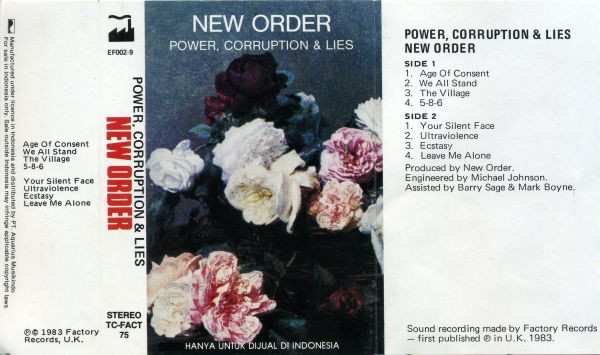 Manufactured under licence in Indonesia and distributed by PT. Aquarius Musikindo
For sale in Indonesia only. Sale outside Indonesia may infringe applicable copyright laws
Age Of Consent
We All Stand
The Village
5-8-6
Your Silent Face
Ultraviolence
Ecstasy
Leave Me Alone
℗© 1983 Factory
Records, U.K.
EF002-9
POWER, CORRUPTION & LIES
NEW ORDER
STEREO
TC-FACT
75
NEW ORDER
POWER, CORRUPTION & LIES
HANYA UNTUK DIJUAL DI INDONESIA
POWER, CORRUPTION & LIES
NEW ORDER
SIDE 1
1. Age Of Consent
2. We All Stand
3. The Village
4. 5-8-6
SIDE 2
1. Your Silent Face
2. Ultraviolence
3. Ecstasy
4. Leave Me Alone
Produced by New Order.
Engineered by Michael Johnson.
Assisted by Barry Sage & Mark Boyne.
Sound recording made by Factory Records
— first published ℗ in U.K. 1983.